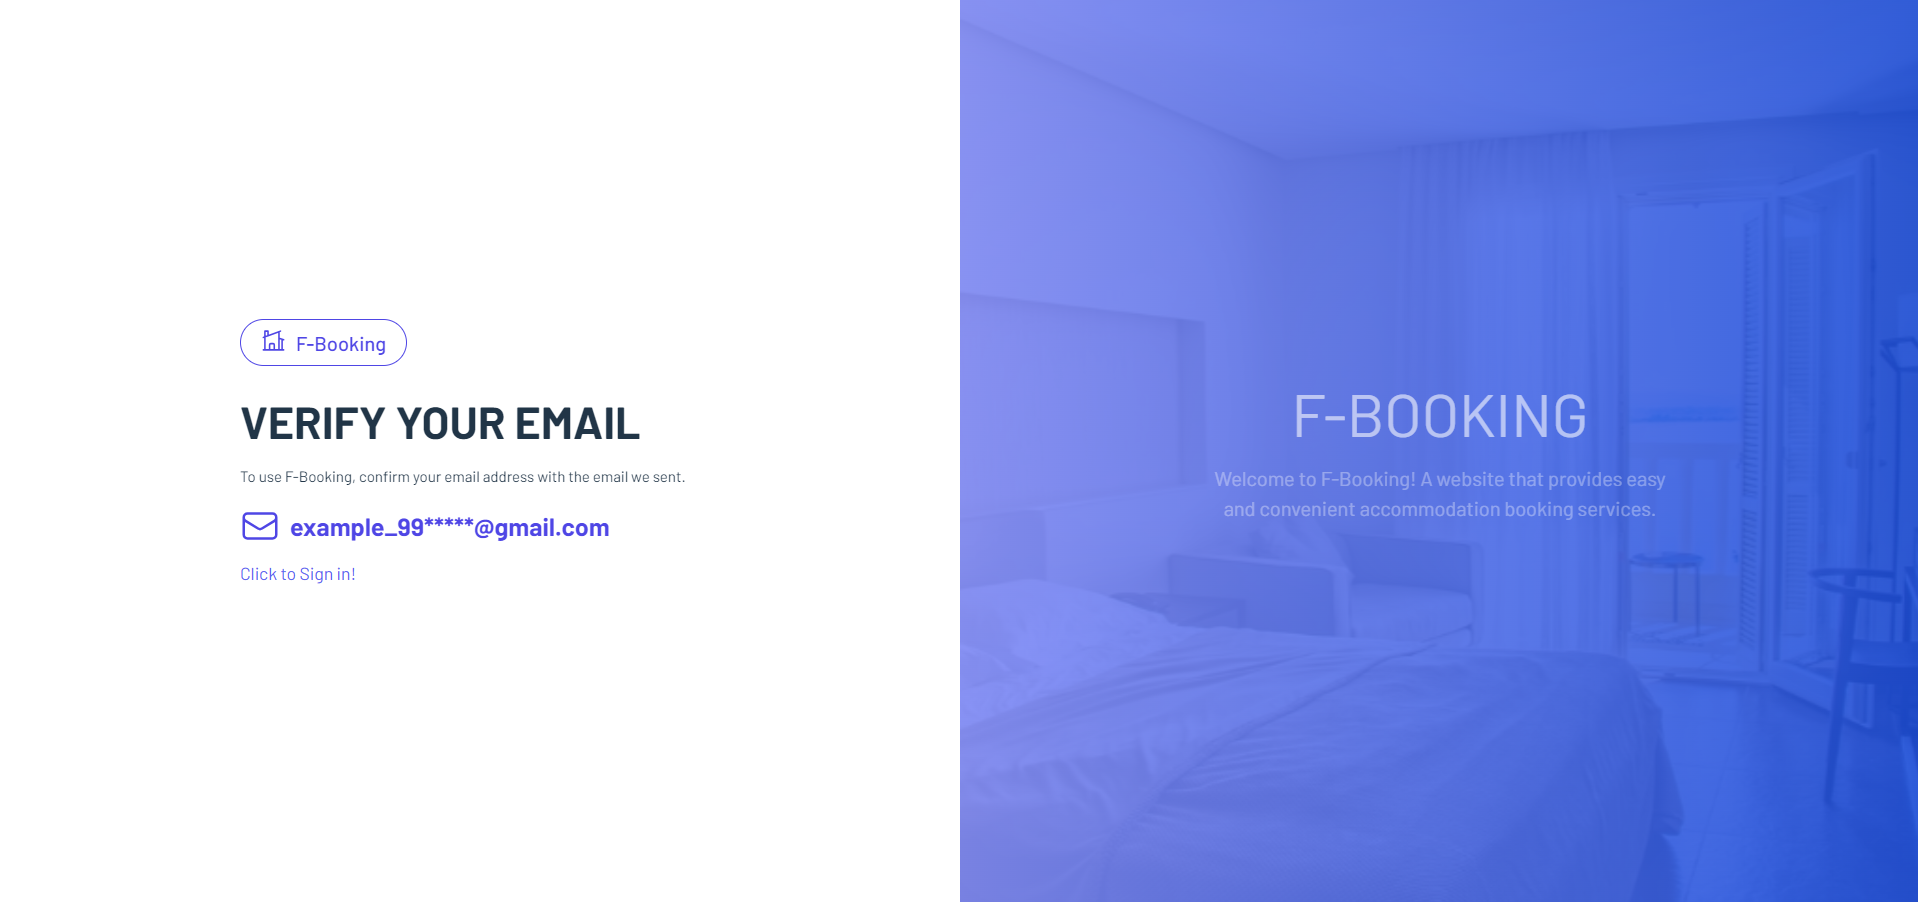 F-Booking
VERIFY YOUR EMAIL
To use F-Booking, confirm your email address with the email we sent.
example_99*****@gmail.com
Click to Sign in!
F-BOOKING
Welcome to F-Booking! A website that provides easy
and convenient accommodation booking services.